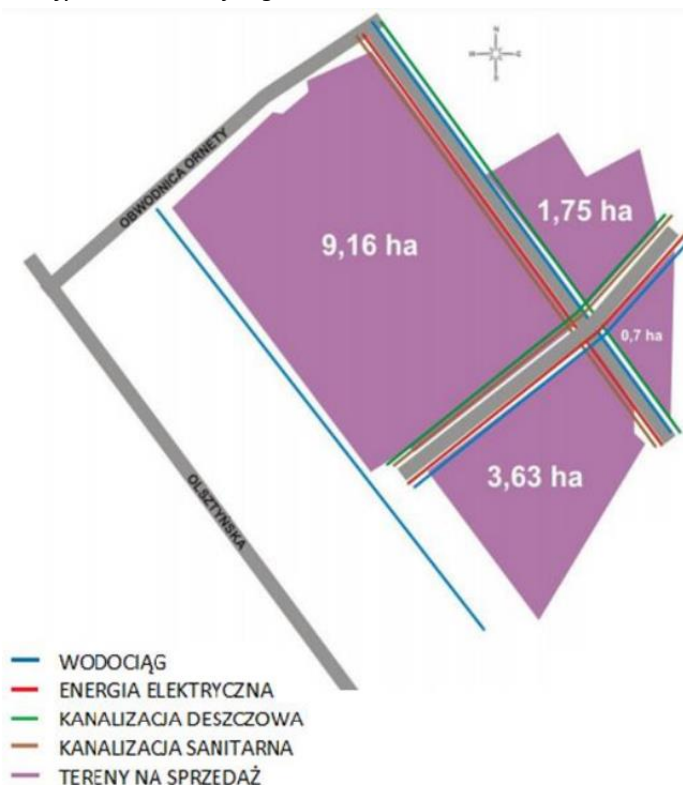 N
S
OBWODNICA ORNETY
1,75 ha
9,16 ha
0,7 ha
3,63 ha
OLSZTYŃSKA
WODOCIĄG
ENERGIA ELEKTRYCZNA
KANALIZACJA DESZCZOWA
KANALIZACJA SANITARNA
TERENY NA SPRZEDAŻ